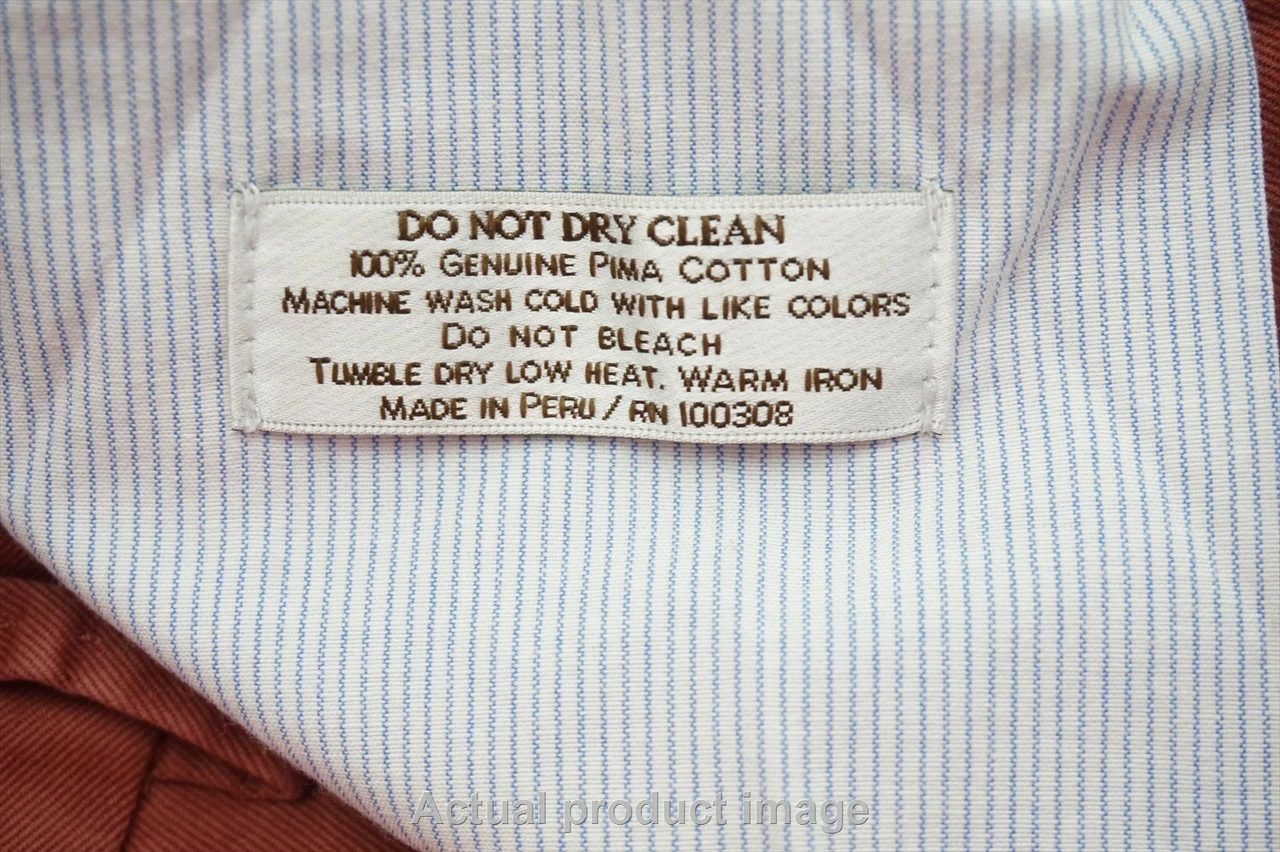 DO NOT DRY CLEAN
100% GENUINE PIMA COTTON
MACHINE WASH COLD WITH LIKE COLORS
DO NOT BLEACH
TUMBLE DRY LOW HEAT. WARM IRON
MADE IN PERU / RN 100308
Actual product image